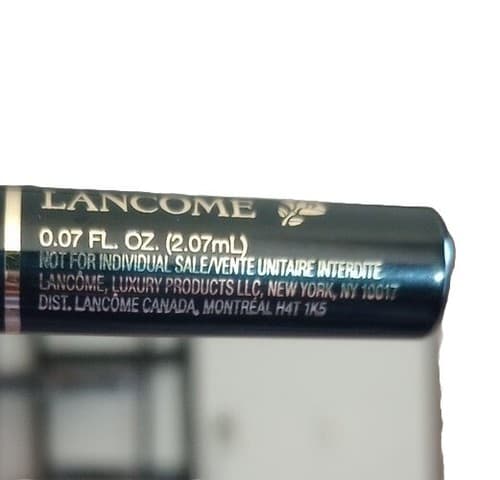 LANCÔME
0.07 FL. OZ. (2.07mL)
NOT FOR INDIVIDUAL SALE/VENTE UNITAIRE INTERDITE
LANCÔME, LUXURY PRODUCTS LLC, NEW YORK, NY 10017
DIST. LANCÔME CANADA, MONTRÉAL H4T 1K5